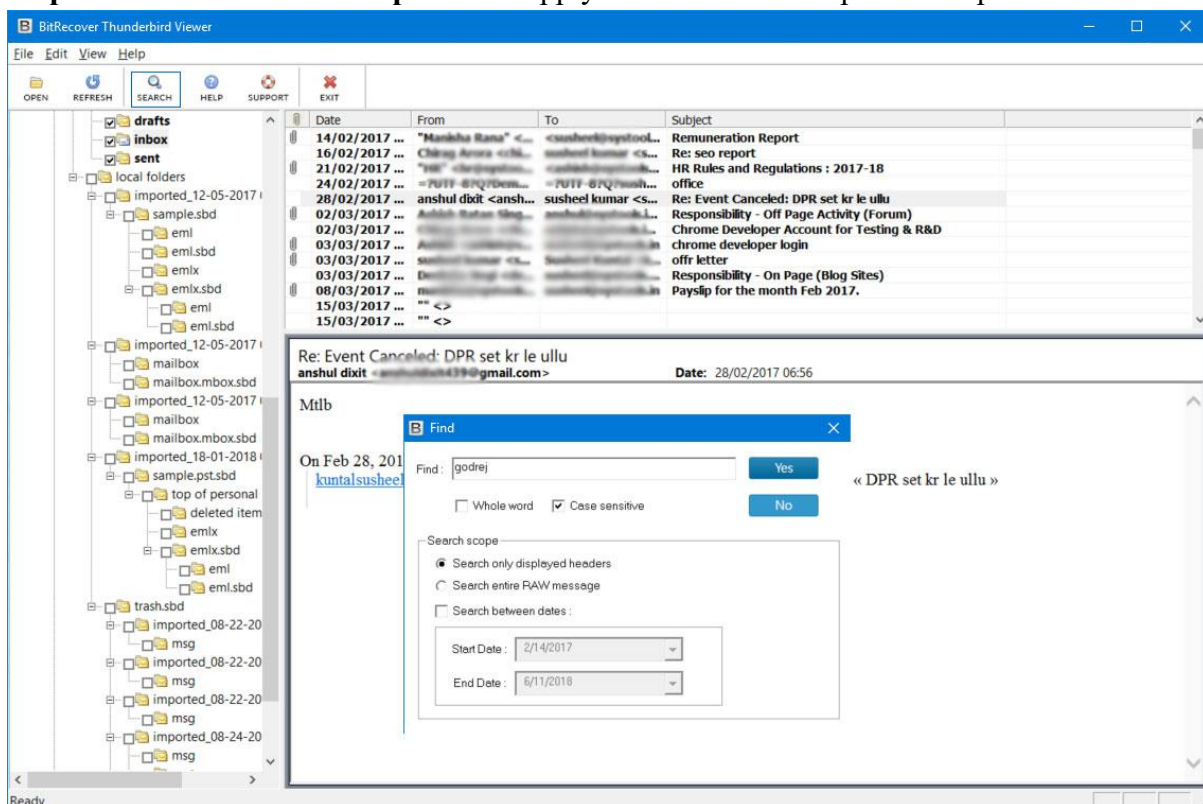 BitRecover Thunderbird Viewer
File Edit View Help
OPEN REFRESH SEARCH HELP SUPPORT EXIT
drafts
inbox
sent
local folders
imported_12-05-2017
sample.sbd
eml
eml.sbd
emlx
emlx.sbd
eml
eml.sbd
imported_12-05-2017
mailbox
mailbox.mbox.sbd
imported_12-05-2017
mailbox
mailbox.mbox.sbd
imported_18-01-2018
sample.pst.sbd
top of personal
deleted item
emlx
emlx.sbd
eml
eml.sbd
trash.sbd
imported_08-22-20
msg
imported_08-22-20
msg
imported_08-22-20
msg
imported_08-24-20
msg
Date From To Subject
14/02/2017 ... "Manisha Rana" <... Remuneration Report
16/02/2017 ... Re: seo report
21/02/2017 ... HR Rules and Regulations : 2017-18
24/02/2017 ... office
28/02/2017 ... anshul dixit <ansh... susheel kumar <s... Re: Event Canceled: DPR set kr le ullu
02/03/2017 ... Responsibility - Off Page Activity (Forum)
02/03/2017 ... Chrome Developer Account for Testing & R&D
03/03/2017 ... chrome developer login
03/03/2017 ... offr letter
03/03/2017 ... Responsibility - On Page (Blog Sites)
08/03/2017 ... Payslip for the month Feb 2017.
15/03/2017 ... "" <>
15/03/2017 ... "" <>
Re: Event Canceled: DPR set kr le ullu
anshul dixit gmail.com> Date: 28/02/2017 06:56
Mtlb
On Feb 28, 201
kuntalsusheel « DPR set kr le ullu »
Find
Find : godrej Yes
Whole word Case sensitive No
Search scope
Search only displayed headers
Search entire RAW message
Search between dates :
Start Date : 2/14/2017
End Date : 6/11/2018
Ready